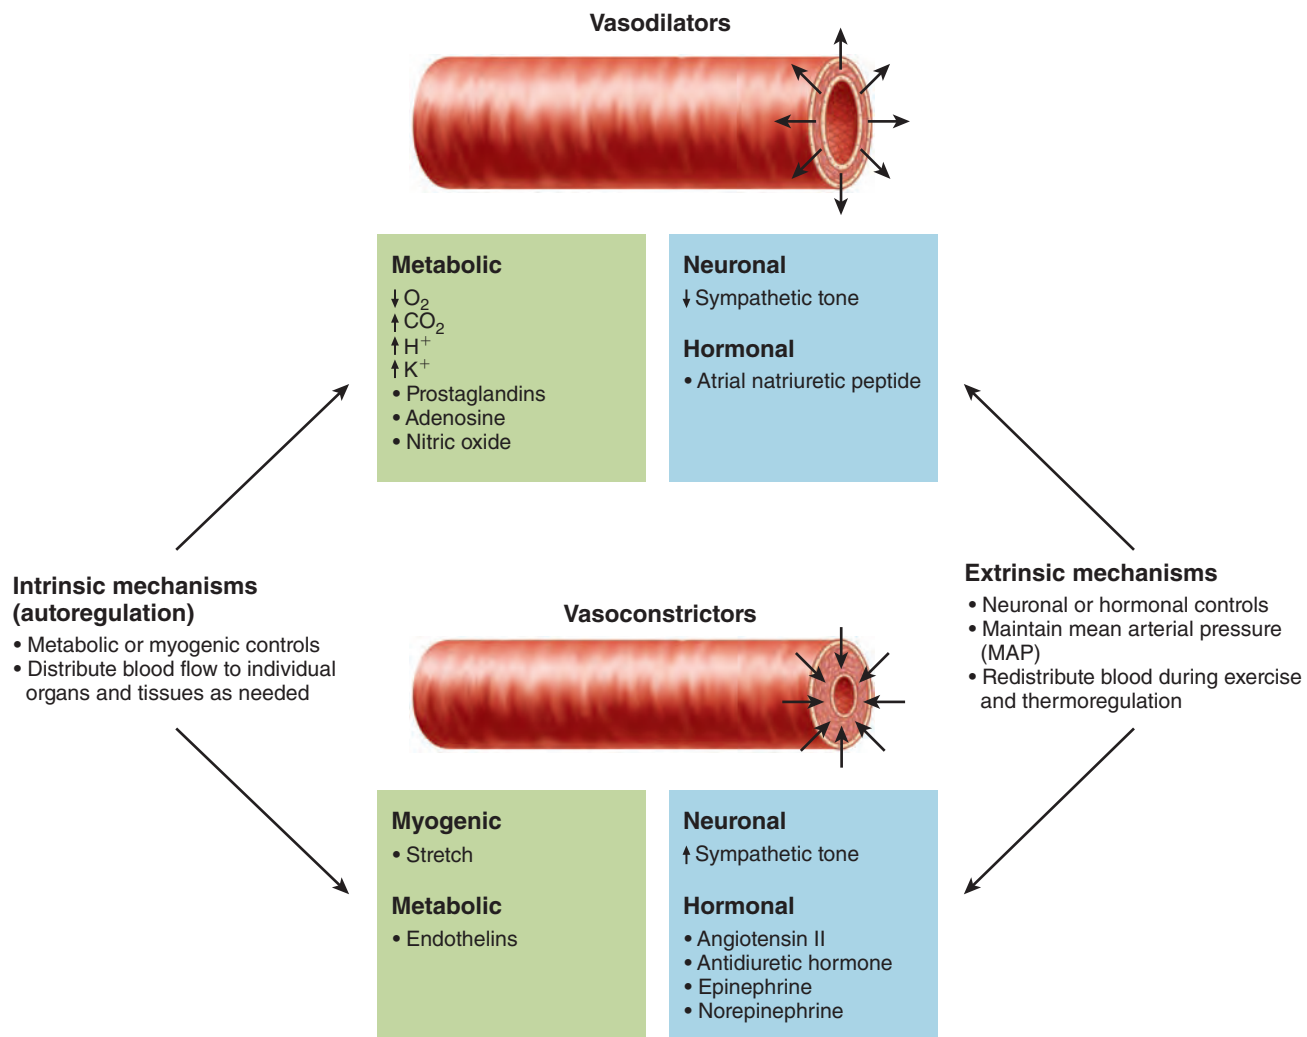 Vasodilators
Metabolic
↓ O₂
↑ CO₂
↑ H⁺
↑ K⁺
• Prostaglandins
• Adenosine
• Nitric oxide
Neuronal
↓ Sympathetic tone
Hormonal
• Atrial natriuretic peptide
Intrinsic mechanisms
(autoregulation)
• Metabolic or myogenic controls
• Distribute blood flow to individual
organs and tissues as needed
Extrinsic mechanisms
• Neuronal or hormonal controls
• Maintain mean arterial pressure
(MAP)
• Redistribute blood during exercise
and thermoregulation
Vasoconstrictors
Myogenic
• Stretch
Metabolic
• Endothelins
Neuronal
↑ Sympathetic tone
Hormonal
• Angiotensin II
• Antidiuretic hormone
• Epinephrine
• Norepinephrine